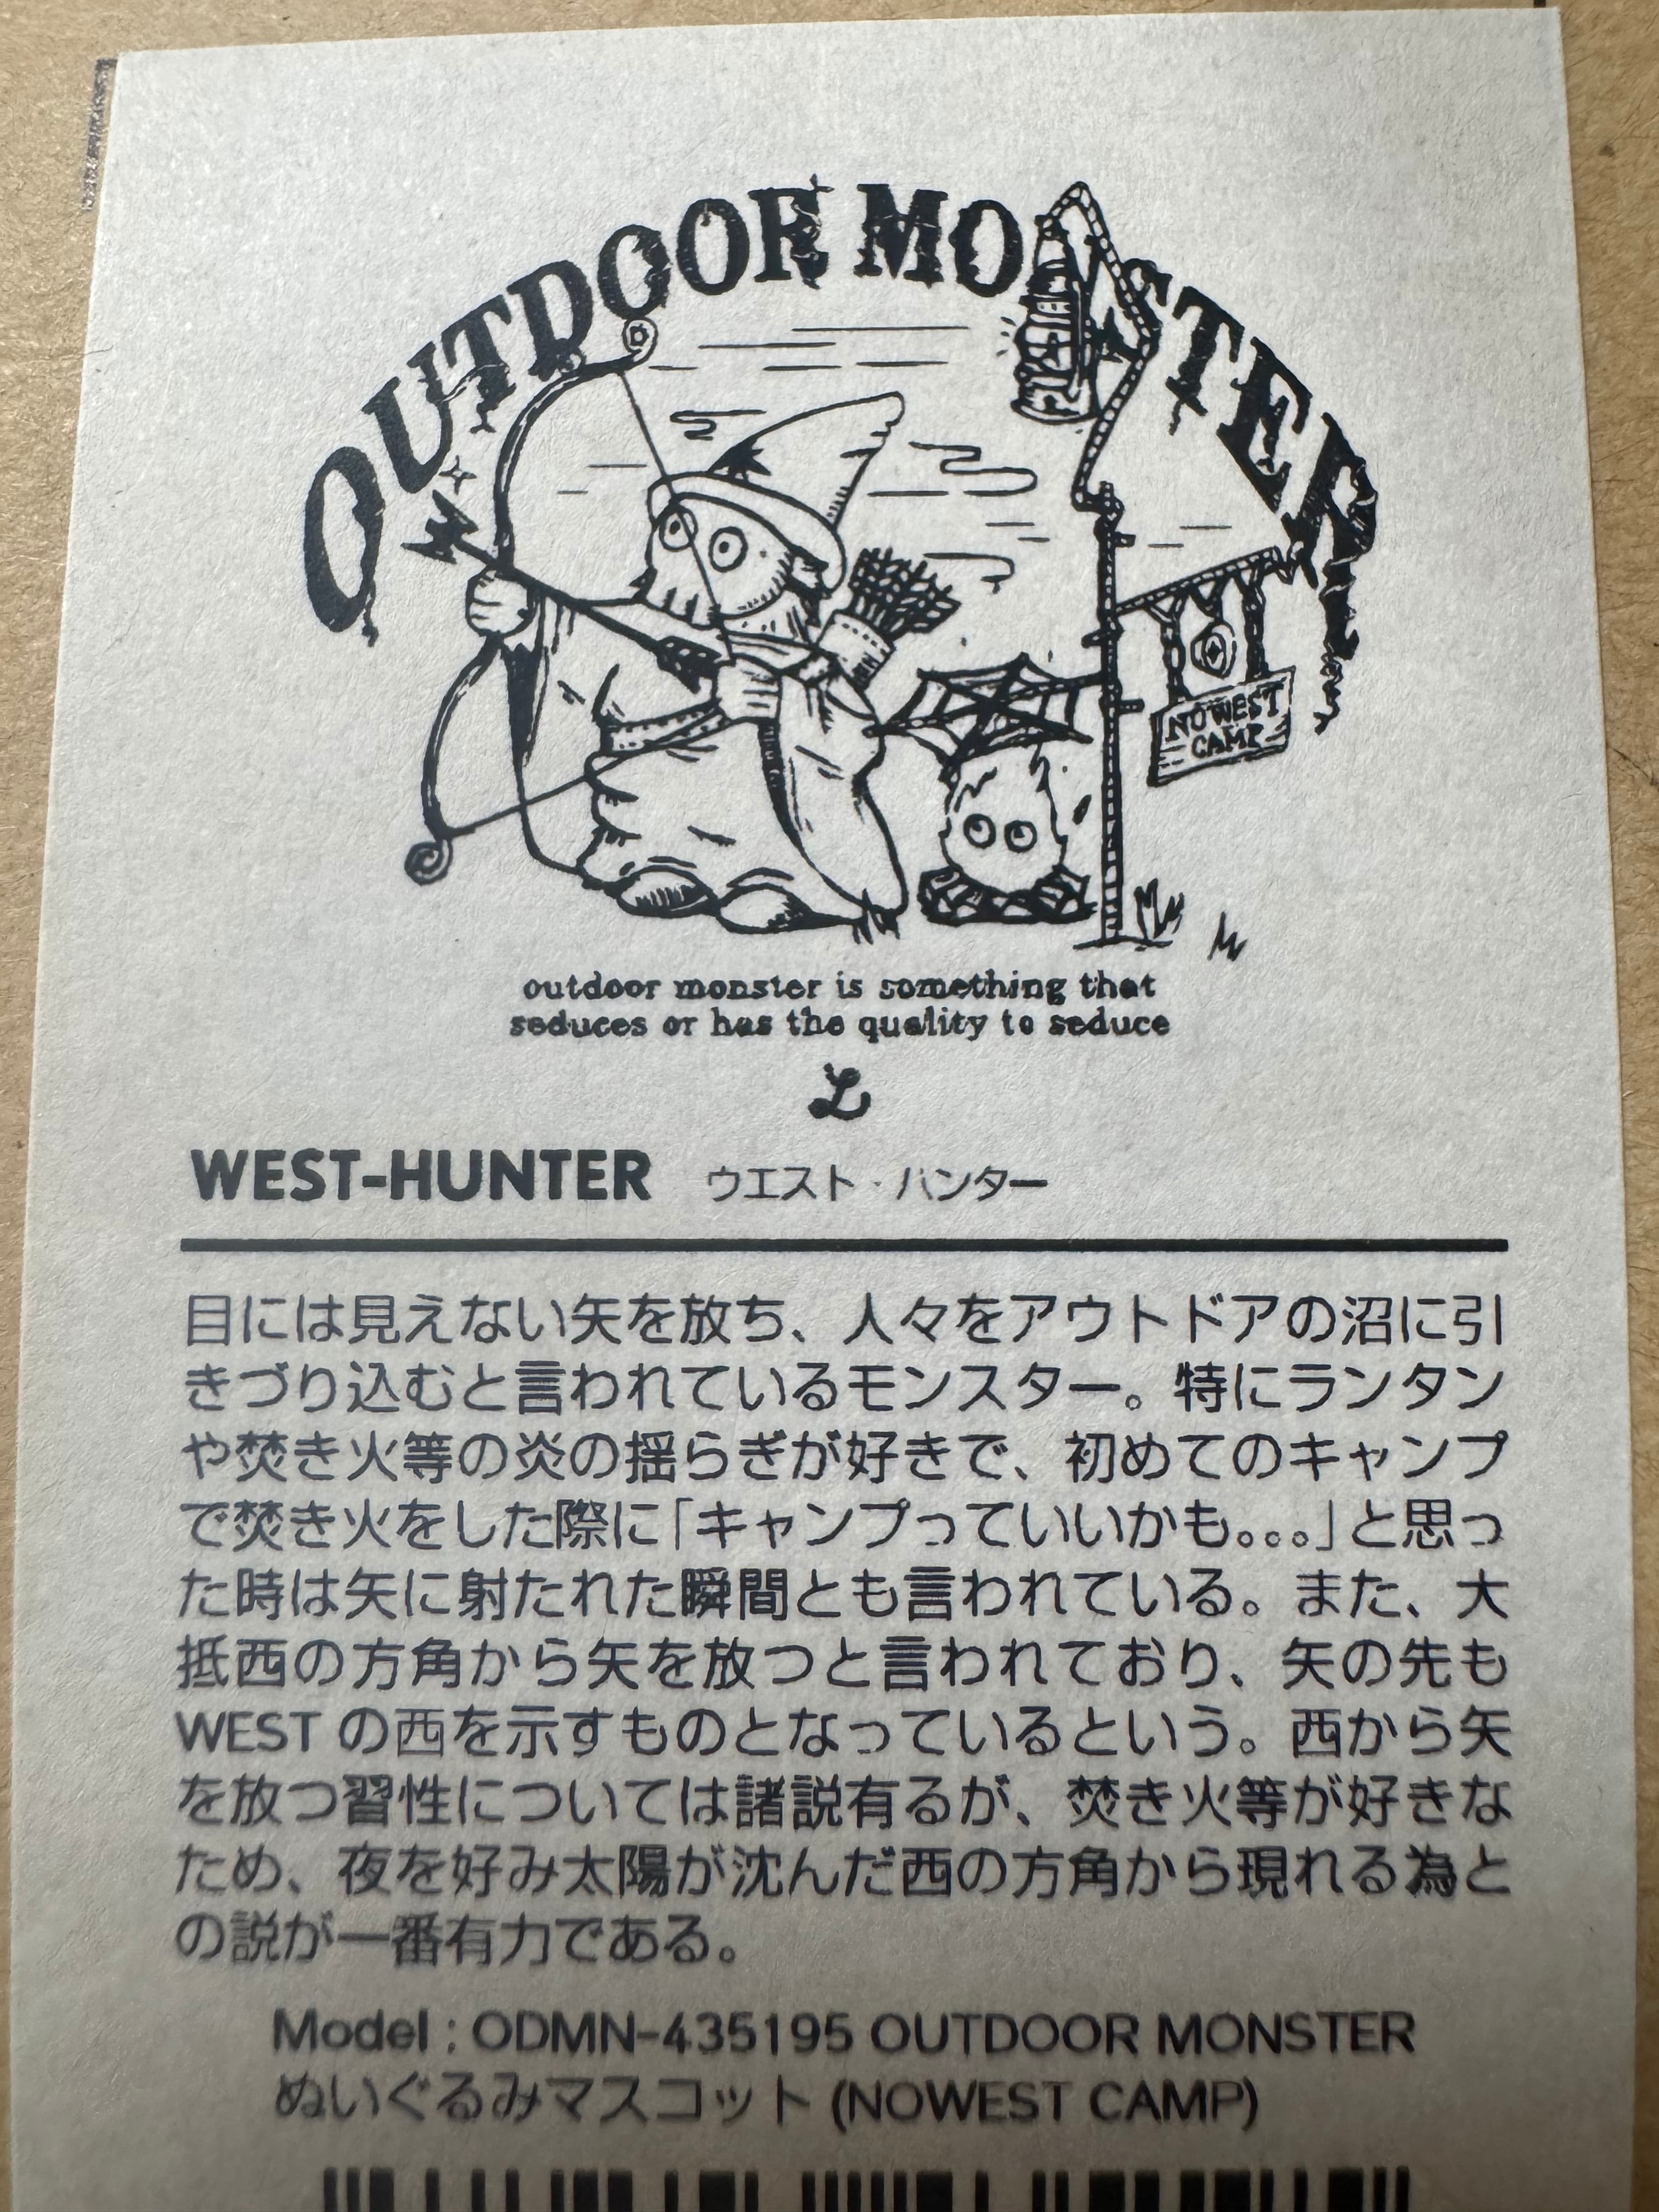 OUTDOOR MONSTER
NOWEST
CAMP
outdoor monster is something that
seduces or has the quality to seduce
L
WEST-HUNTER ウエスト・ハンター
目には見えない矢を放ち、人々をアウトドアの沼に引
きづり込むと言われているモンスター。特にランタン
や焚き火等の炎の揺らぎが好きで、初めてのキャンプ
で焚き火をした際に「キャンプっていいかも。。。」と思っ
た時は矢に射たれた瞬間とも言われている。また、大
抵西の方角から矢を放つと言われており、矢の先も
WEST の西を示すものとなっているという。西から矢
を放つ習性については諸説有るが、焚き火等が好きな
ため、夜を好み太陽が沈んだ西の方角から現れる為と
の説が一番有力である。
Model : ODMN-435195 OUTDOOR MONSTER
ぬいぐるみマスコット (NOWEST CAMP)